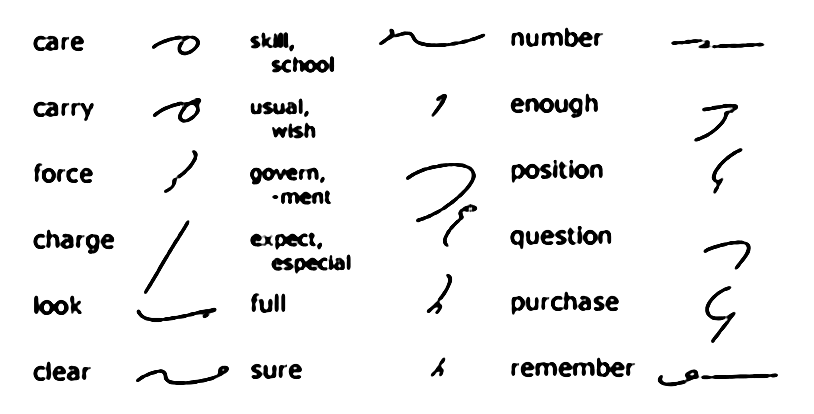 care
skill,
school
number
carry
usual,
wish
enough
force
govern,
-ment
position
charge
expect,
especial
question
look
full
purchase
clear
sure
remember